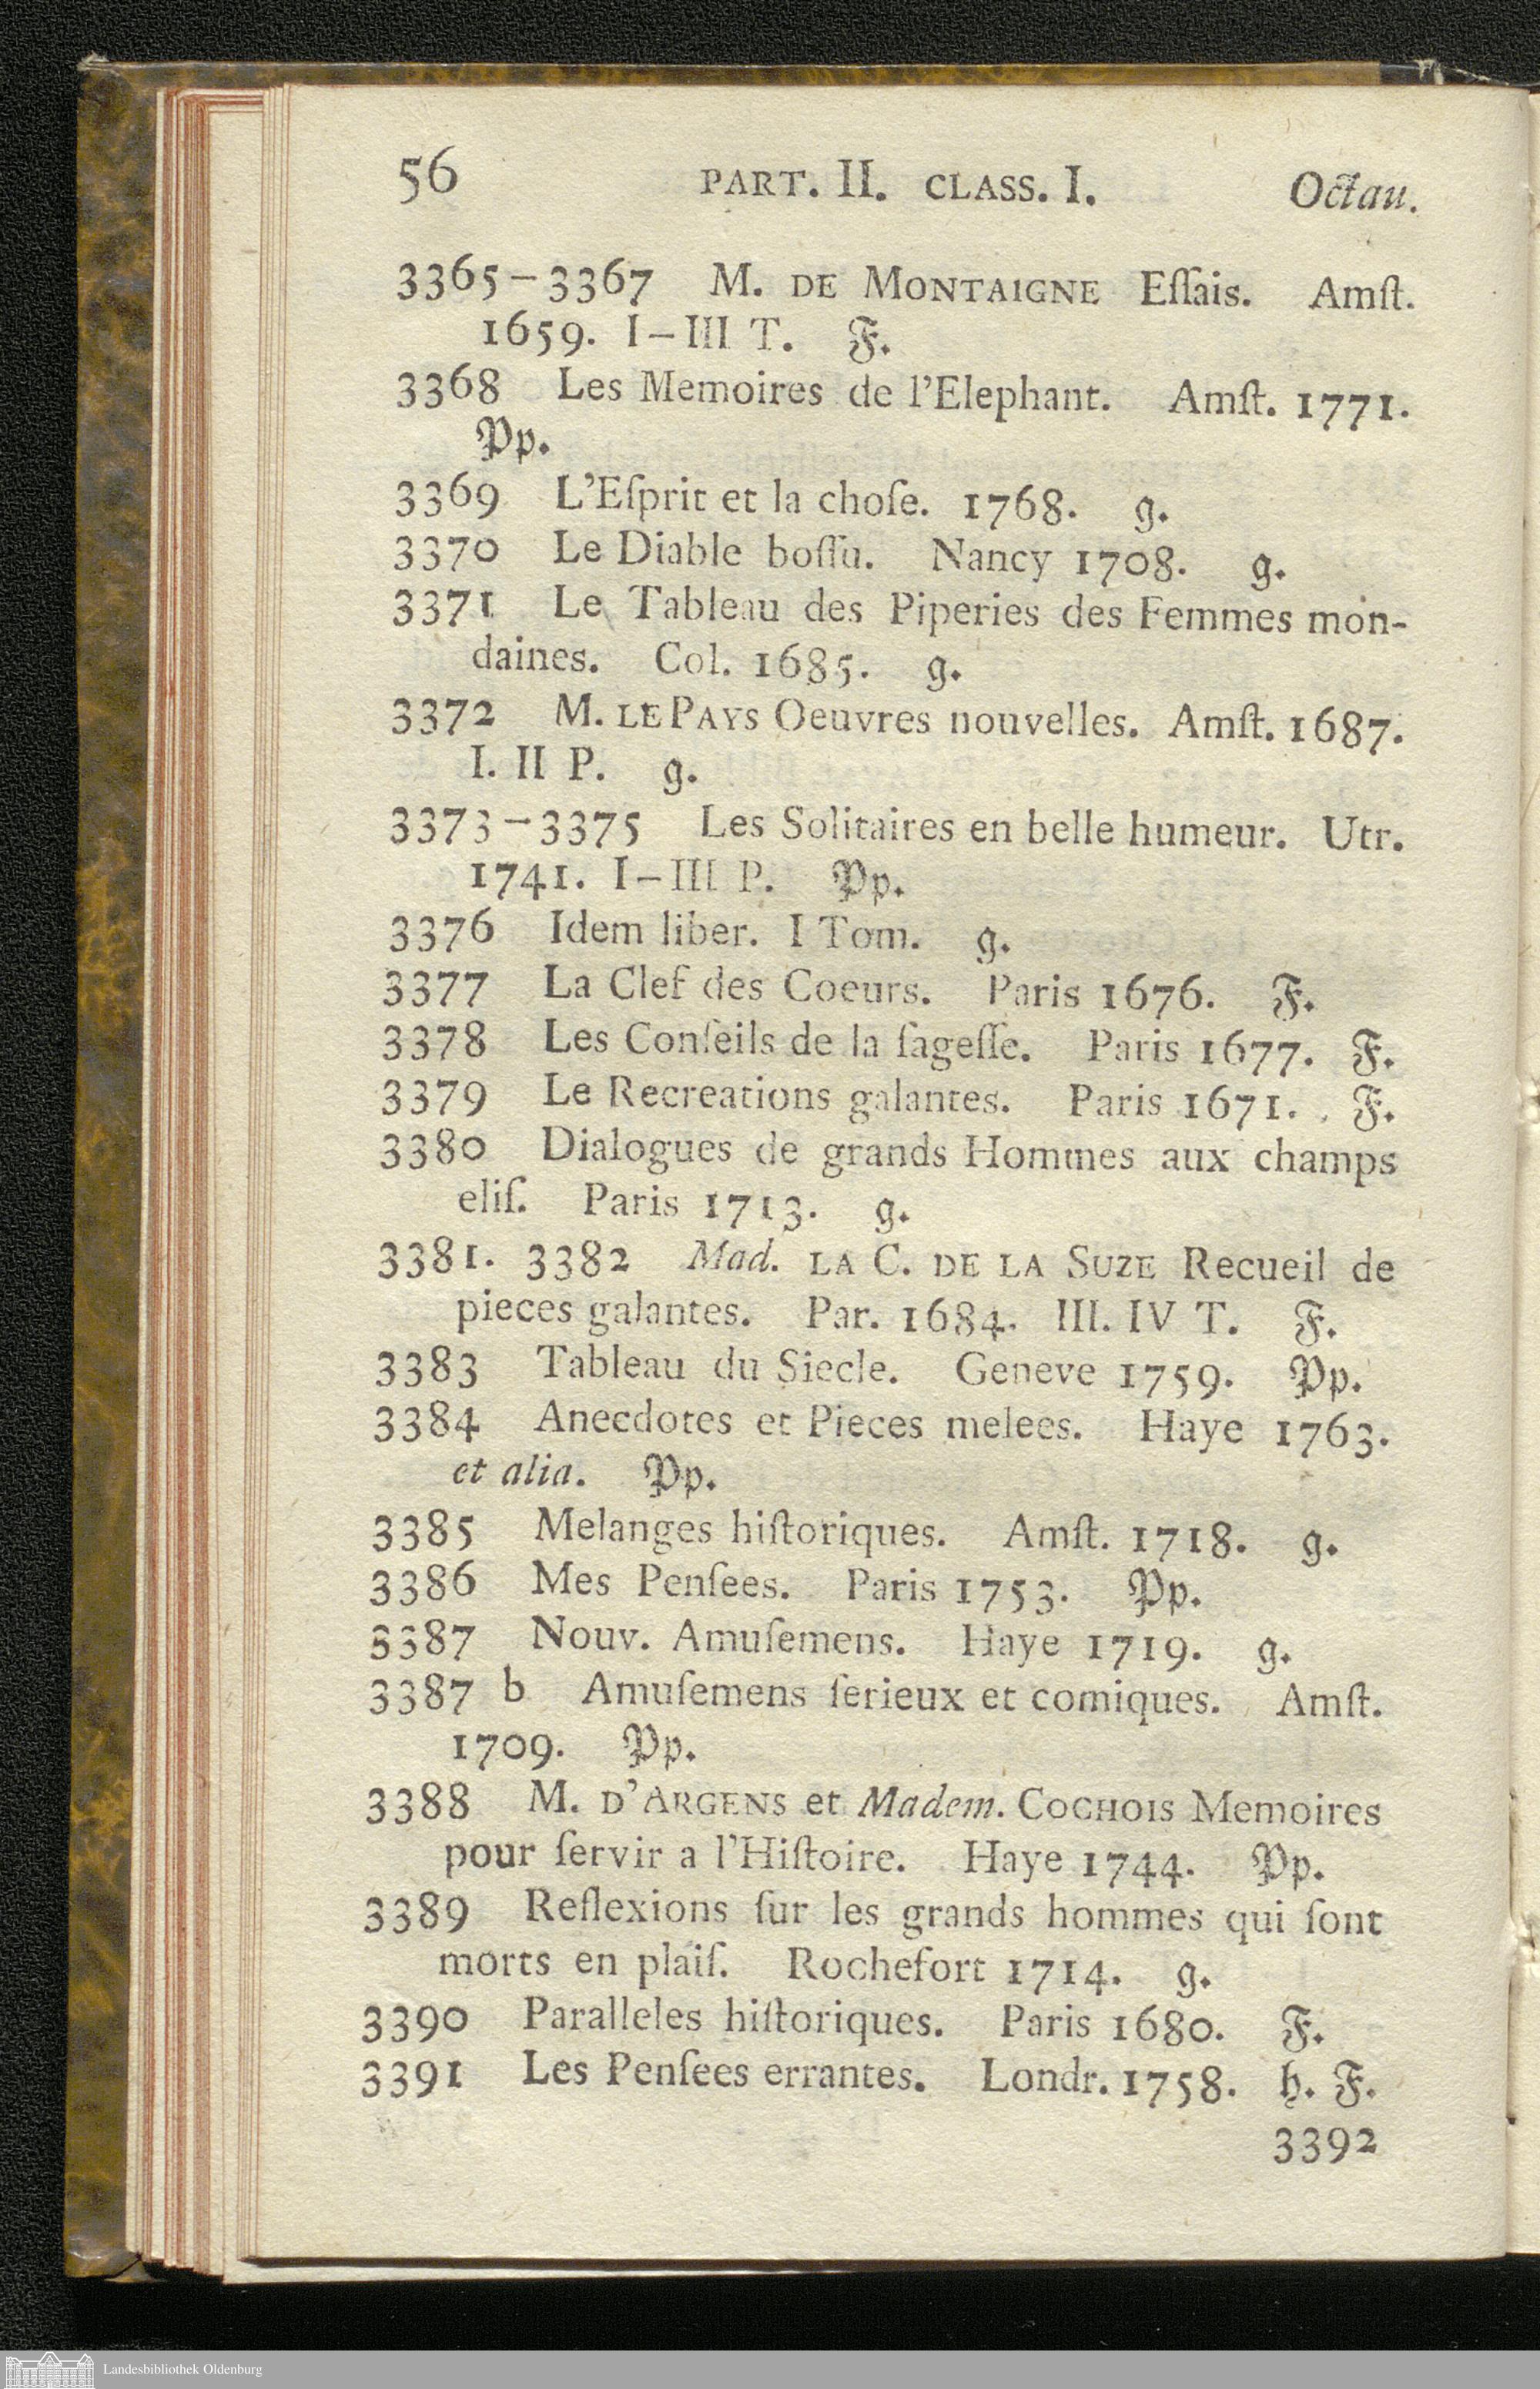 56 PART. II. CLASS. I. Octau.
3365–3367 M. DE MONTAIGNE Eſſais. Amſt.
1659. I–III T. F.
3368 Les Memoires de l'Elephant. Amſt. 1771.
Pp.
3369 L'Eſprit et la choſe. 1768. g.
3370 Le Diable boſſu. Nancy 1708. g.
3371 Le Tableau des Piperies des Femmes mon-
daines. Col. 1685. g.
3372 M. LE PAYS Oeuvres nouvelles. Amſt. 1687.
I. II P. g.
3373–3375 Les Solitaires en belle humeur. Utr.
1741. I–III P. Pp.
3376 Idem liber. I Tom. g.
3377 La Clef des Coeurs. Paris 1676. F.
3378 Les Conſeils de la ſageſſe. Paris 1677. F.
3379 Le Recreations galantes. Paris 1671. F.
3380 Dialogues de grands Hommes aux champs
eliſ. Paris 1713. g.
3381. 3382 Mad. LA C. DE LA SUZE Recueil de
pieces galantes. Par. 1684. III. IV T. F.
3383 Tableau du Siecle. Geneve 1759. Pp.
3384 Anecdotes et Pieces melees. Haye 1763.
et alia. Pp.
3385 Melanges hiſtoriques. Amſt. 1718. g.
3386 Mes Penſees. Paris 1753. Pp.
3387 Nouv. Amuſemens. Haye 1719. g.
3387 b Amuſemens ſerieux et comiques. Amſt.
1709. Pp.
3388 M. D'ARGENS et Madem. COCHOIS Memoires
pour ſervir a l'Hiſtoire. Haye 1744. Pp.
3389 Reflexions ſur les grands hommes qui ſont
morts en plaiſ. Rochefort 1714. g.
3390 Paralleles hiſtoriques. Paris 1680. F.
3391 Les Penſees errantes. Londr. 1758. h. F.
3392
Landesbibliothek Oldenburg